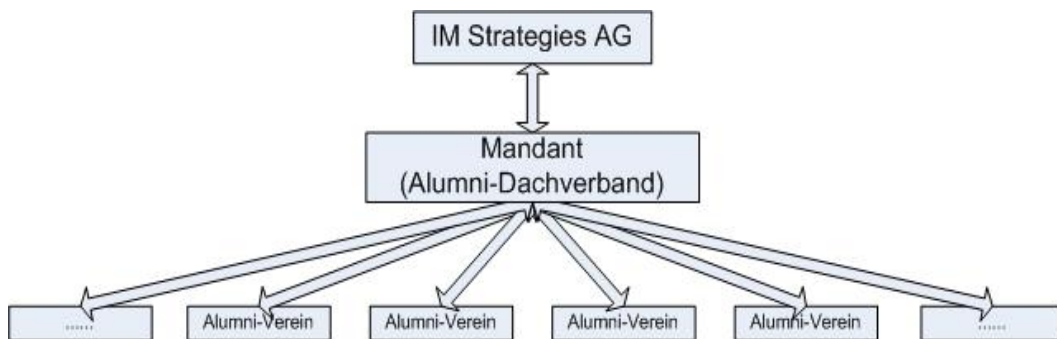 IM Strategies AG
Mandant
(Alumni-Dachverband)
......
Alumni-Verein
Alumni-Verein
Alumni-Verein
Alumni-Verein
......